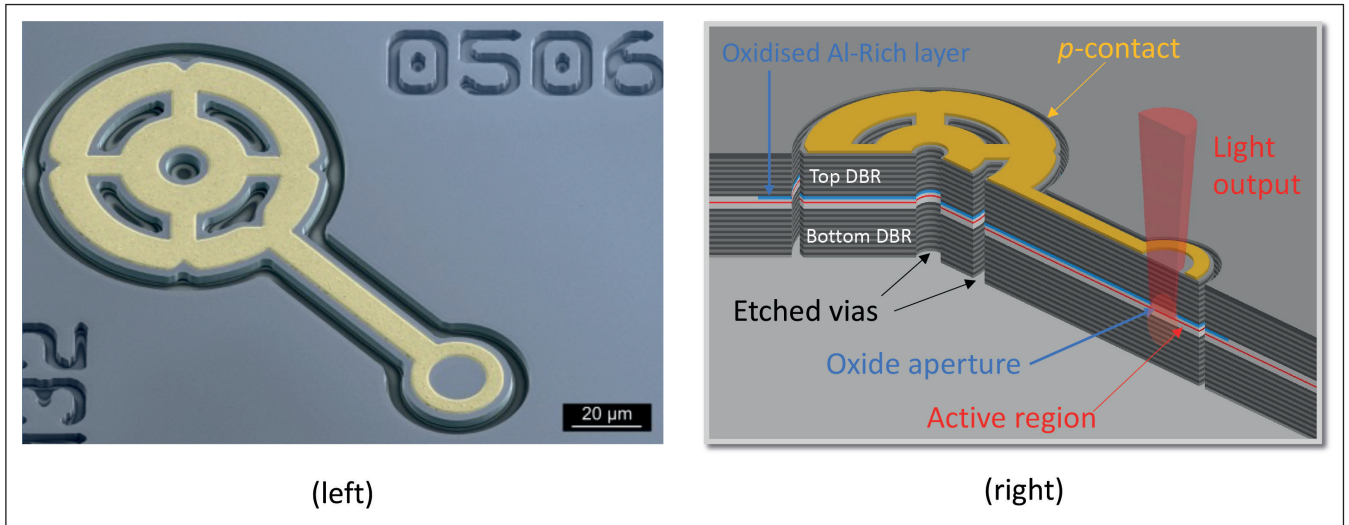 0506
132
20 µm
(left)
Oxidised Al-Rich layer
p-contact
Light
output
Top DBR
Bottom DBR
Etched vias
Oxide aperture
Active region
(right)